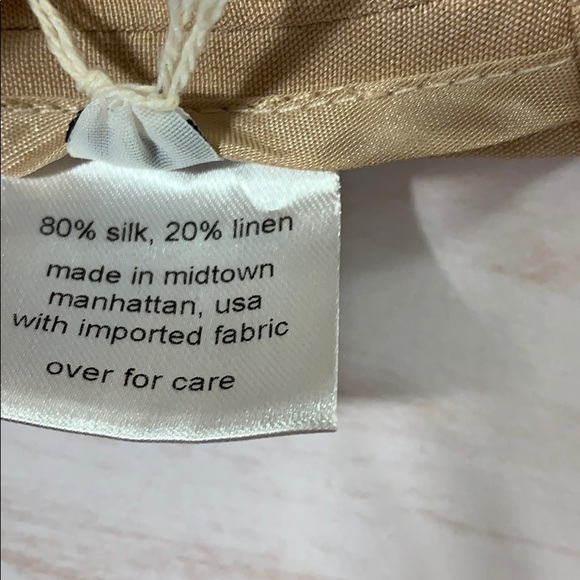 80% silk, 20% linen
made in midtown
manhattan, usa
with imported fabric
over for care